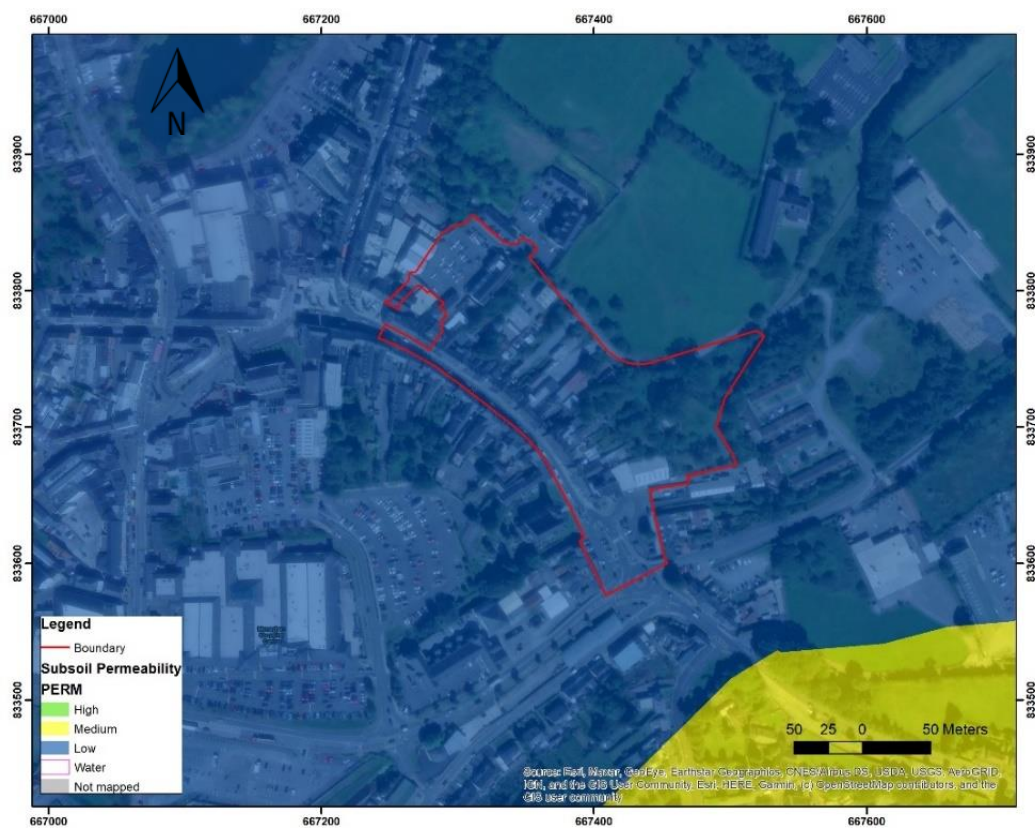 667000 667200 667400 667600
N
833900 833900
833800 833800
833700 833700
833600 833600
833500 833500
Legend
Boundary
Subsoil Permeability
PERM
High
Medium
Low
Water
Not mapped
50 25 0 50 Meters
Source: Esri, Maxar, GeoEye, Earthstar Geographics, CNES/Airbus DS, USDA, USGS, AeroGRID,
IGN, and the GIS User Community, Esri, HERE, Garmin, (c) OpenStreetMap contributors, and the
GIS user community
667000 667200 667400 667600